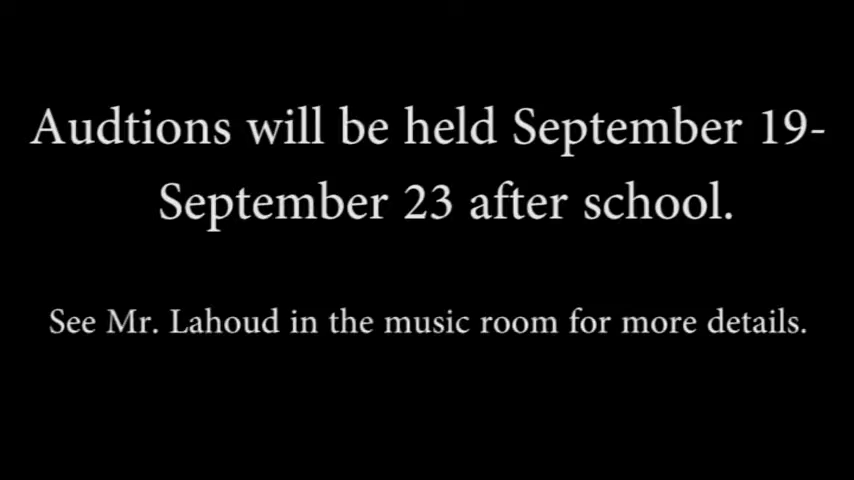 Audtions will be held September 19-
September 23 after school.
See Mr. Lahoud in the music room for more details.